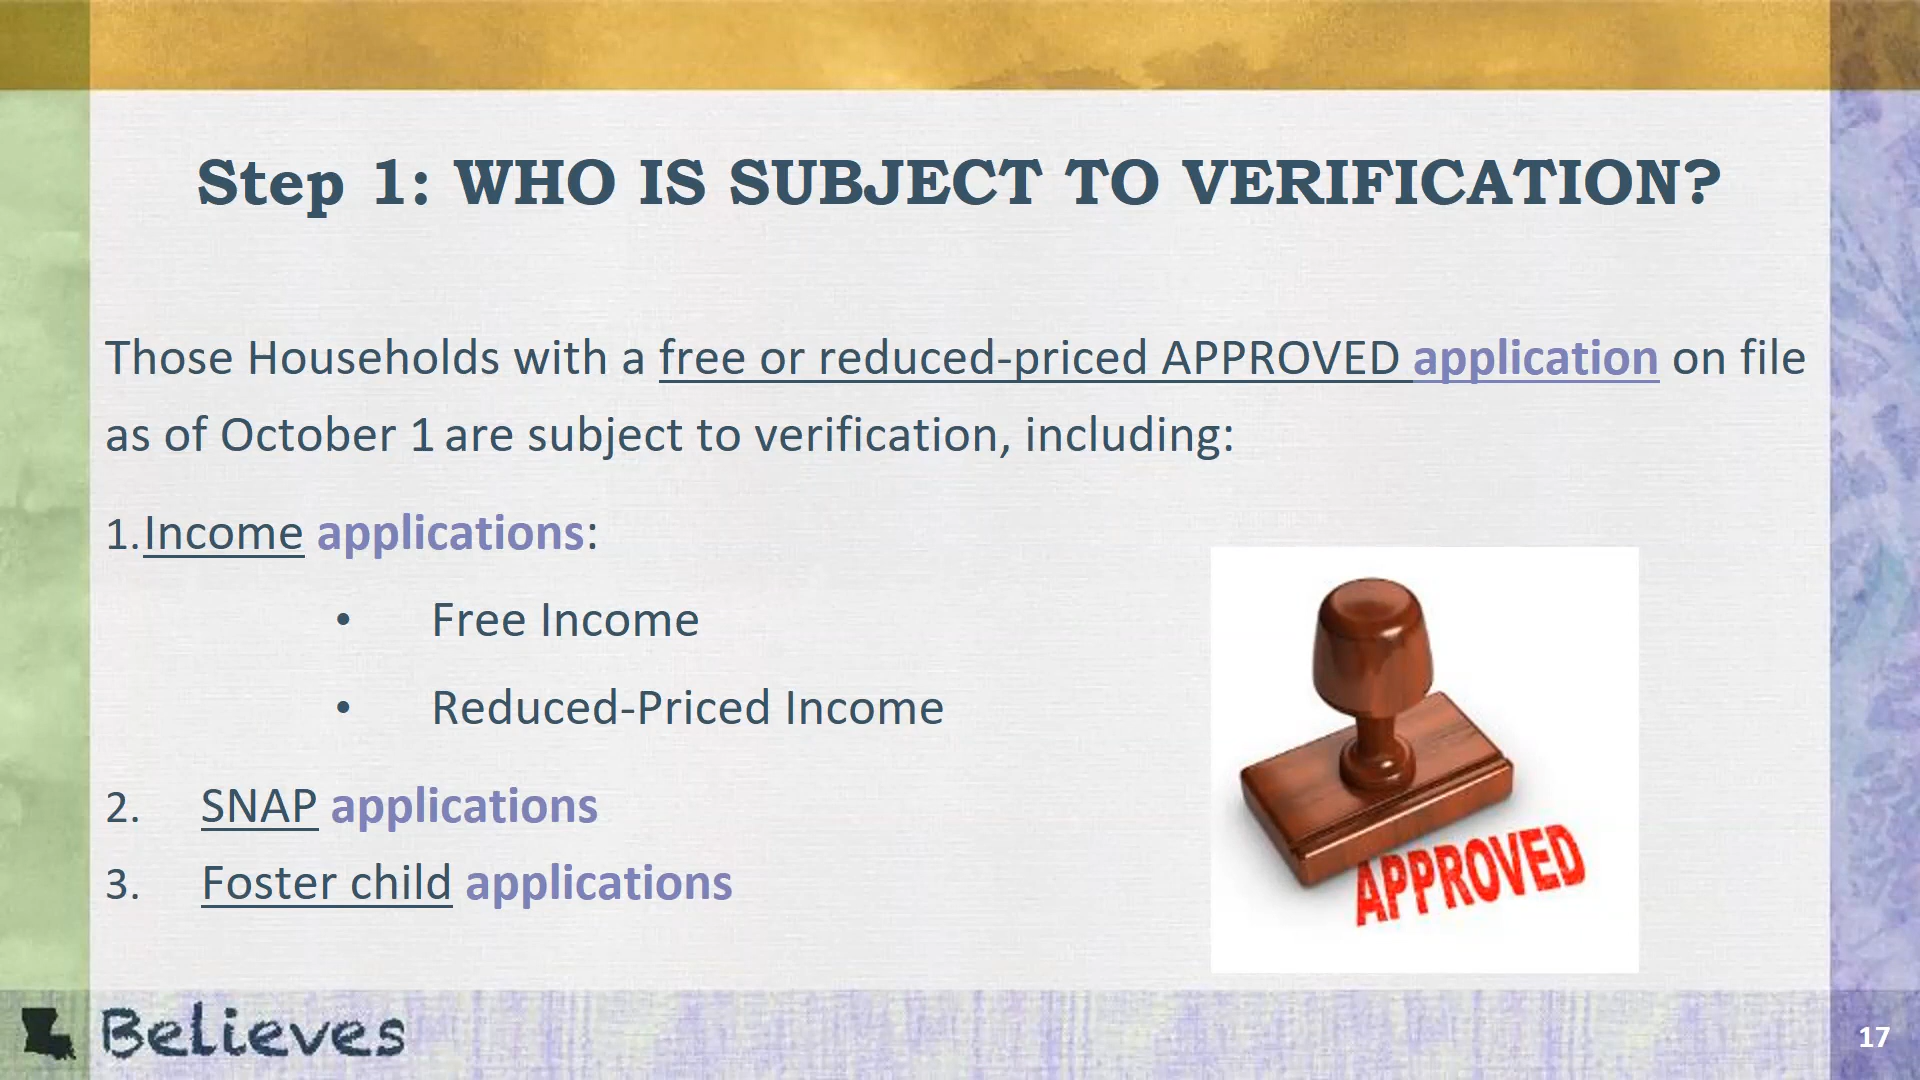 Step 1: WHO IS SUBJECT TO VERIFICATION?
Those Households with a free or reduced-priced APPROVED application on file
as of October 1 are subject to verification, including:
1. Income applications:
• Free Income
• Reduced-Priced Income
2. SNAP applications
3. Foster child applications
APPROVED
Believes
17